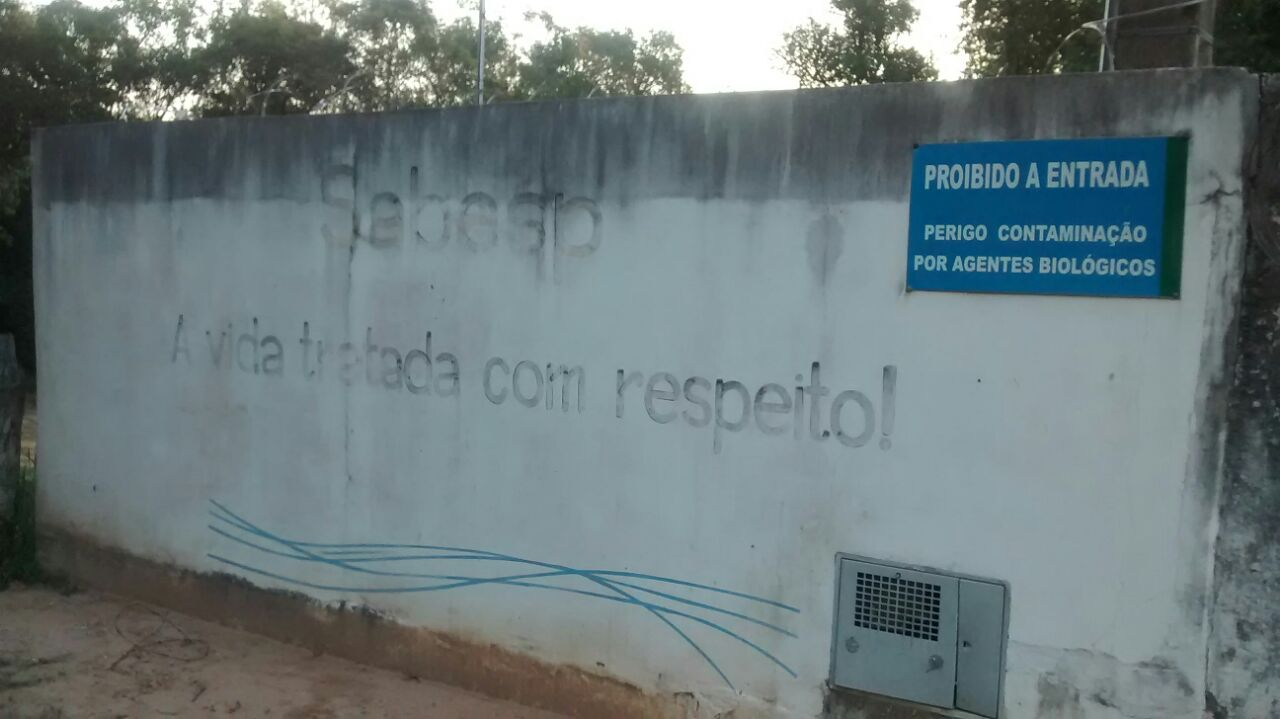 Sabesp
A vida tratada com respeito!
PROIBIDO A ENTRADA
PERIGO CONTAMINAÇÃO
POR AGENTES BIOLÓGICOS